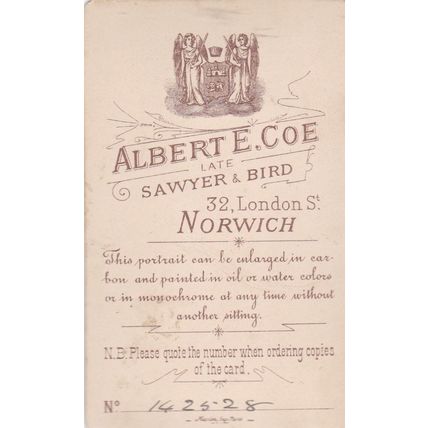 ALBERT E. COE
LATE
SAWYER & BIRD
32, London St.
NORWICH
This portrait can be enlarged in car-
bon and painted in oil or water colors
or in monochrome at any time without
another sitting.
N.B. Please quote the number when ordering copies
of the card.
No 142528